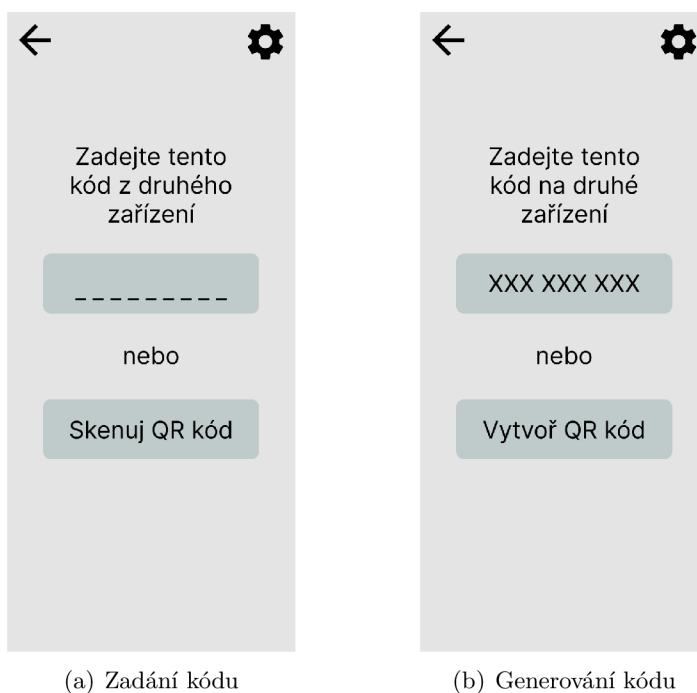 Zadejte tento
kód z druhého
zařízení
_ _ _ _ _ _ _ _ _
nebo
Skenuj QR kód
(a) Zadání kódu
Zadejte tento
kód na druhé
zařízení
XXX XXX XXX
nebo
Vytvoř QR kód
(b) Generování kódu